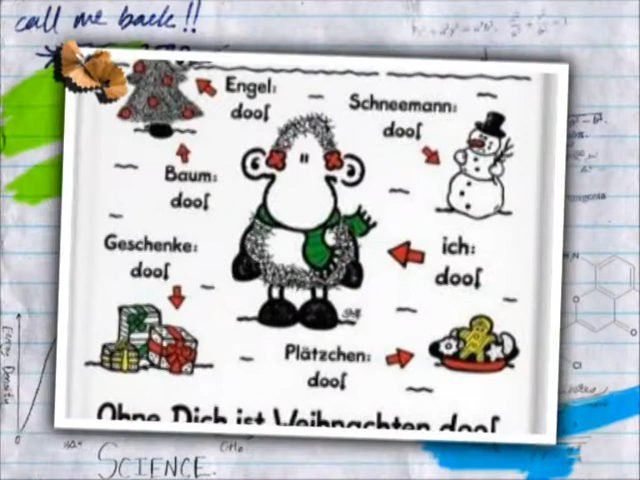 call me back!!
Engel:
doof
Schneemann:
doof
Baum:
doof
Geschenke:
doof
ich:
doof
Plätzchen:
doof
Ohne Dich ist Weihnachten doof
SCIENCE.